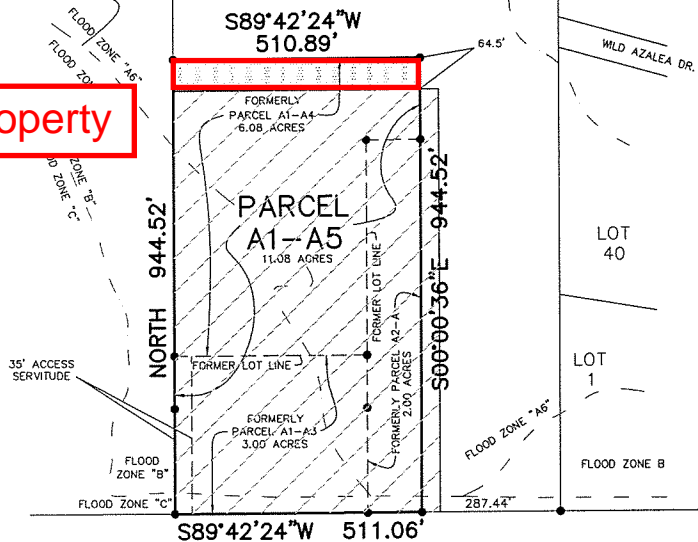 S89°42'24"W
510.89'
64.5'
WILD AZALEA DR.
FLOOD ZONE "A6"
FLOOD
operty
ZONE "B"
OD ZONE "C"
FORMERLY
PARCEL A1-A4
6.08 ACRES
PARCEL
A1-A5
11.08 ACRES
NORTH 944.52'
S00°00'36"E 944.52'
FORMER LOT LINE
FORMERLY PARCEL A2-A
2.00 ACRES
LOT
40
LOT
1
35' ACCESS
SERVITUDE
FORMER LOT LINE
FORMERLY
PARCEL A1-A3
3.00 ACRES
FLOOD ZONE "A6"
FLOOD
ZONE "B"
FLOOD ZONE B
FLOOD ZONE "C"
287.44'
S89°42'24"W 511.06'